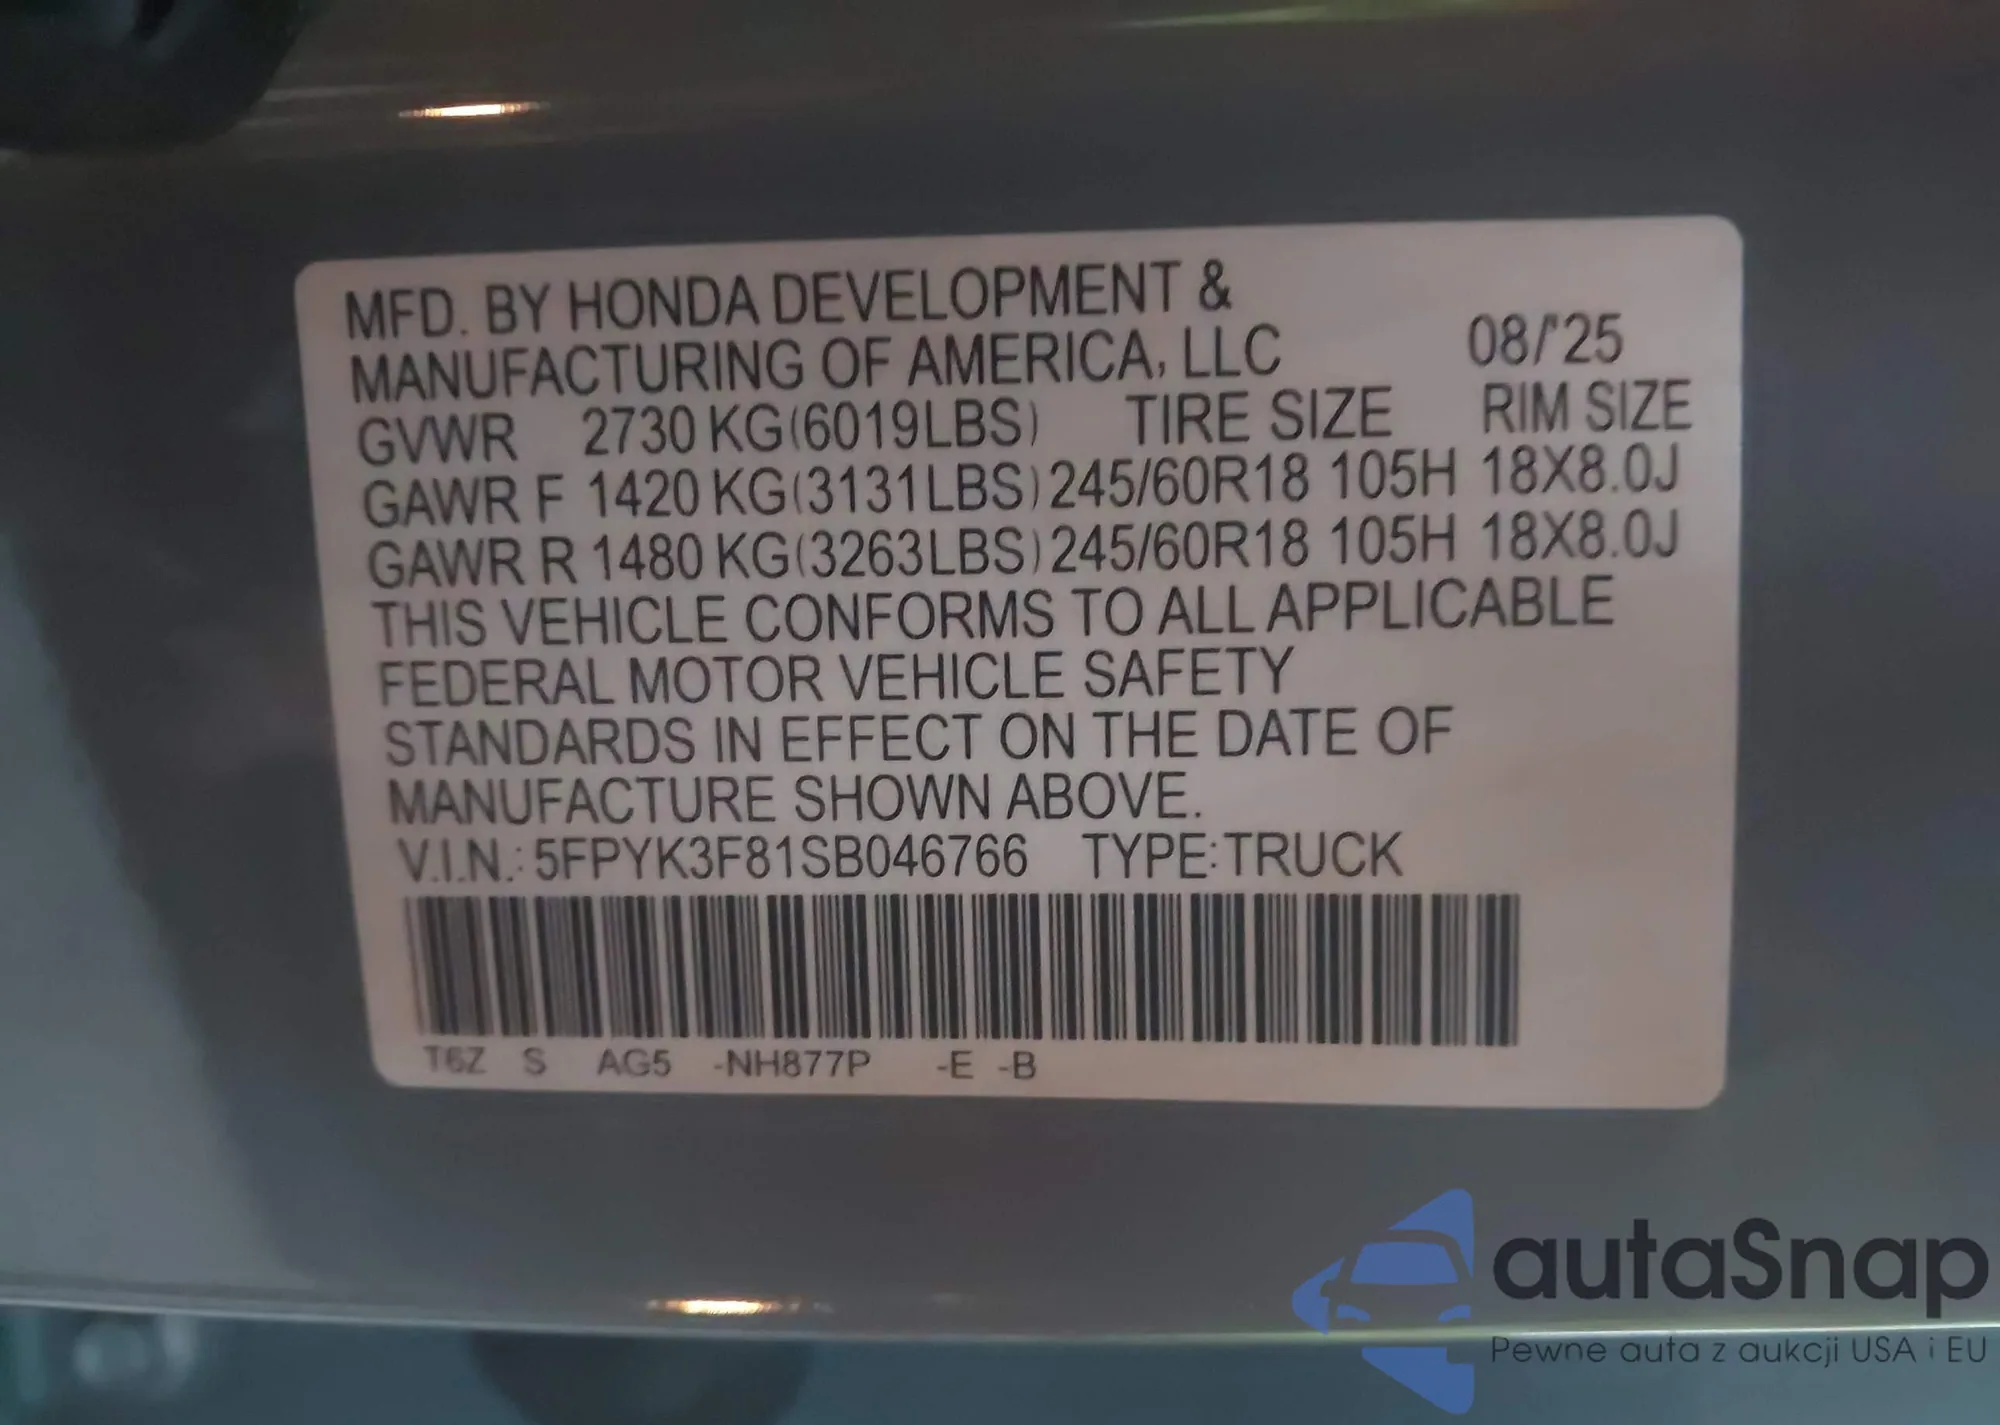 MFD. BY HONDA DEVELOPMENT &
MANUFACTURING OF AMERICA, LLC 08/'25
GVWR 2730 KG(6019LBS) TIRE SIZE RIM SIZE
GAWR F 1420 KG(3131LBS) 245/60R18 105H 18X8.0J
GAWR R 1480 KG(3263LBS) 245/60R18 105H 18X8.0J
THIS VEHICLE CONFORMS TO ALL APPLICABLE
FEDERAL MOTOR VEHICLE SAFETY
STANDARDS IN EFFECT ON THE DATE OF
MANUFACTURE SHOWN ABOVE.
V.I.N.: 5FPYK3F81SB046766 TYPE:TRUCK
T6Z S AG5 -NH877P -E -B
autaSnap
Pewne auta z aukcji USA i EU